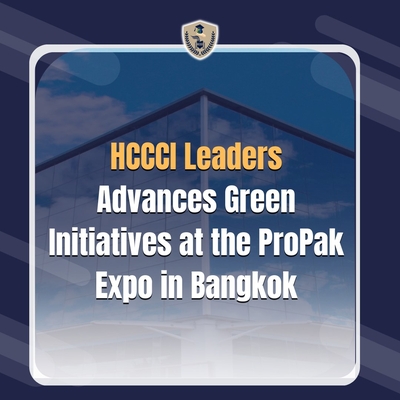 HCCCI Leaders
Advances Green
Initiatives at the ProPak
Expo in Bangkok